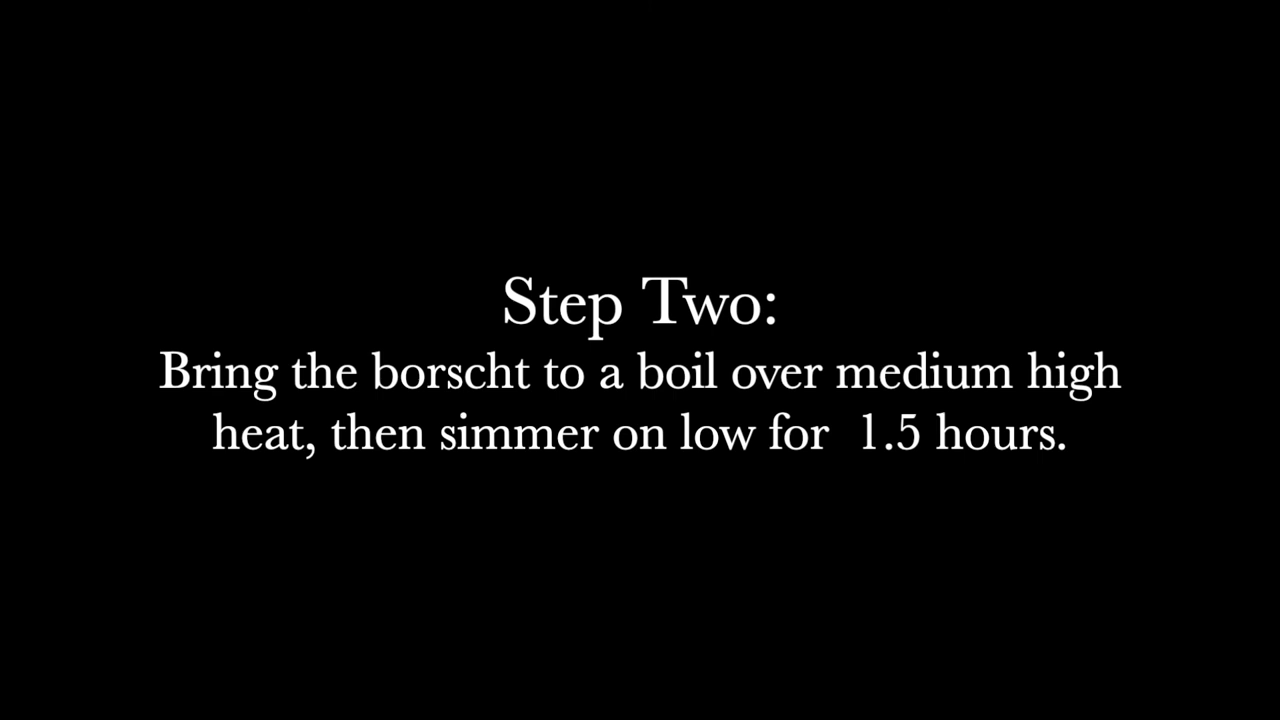 Step Two:
Bring the borscht to a boil over medium high
heat, then simmer on low for  1.5 hours.